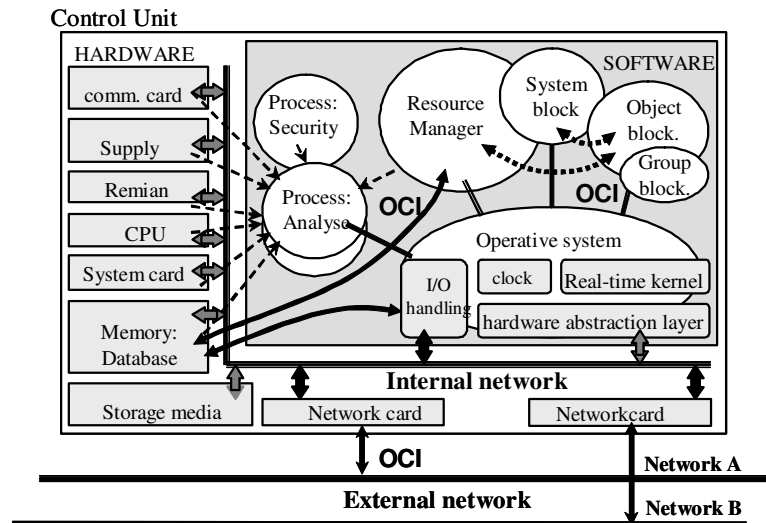 Control Unit
HARDWARE
comm. card
Supply
Remian
CPU
System card
Memory:
Database
Storage media
SOFTWARE
Process:
Security
Process:
Analyse
Resource
Manager
System
block
Object
block.
Group
block.
OCI
OCI
Operative system
I/O
handling
clock
Real-time kernel
hardware abstraction layer
Internal network
Network card
Networkcard
OCI
Network A
External network
Network B